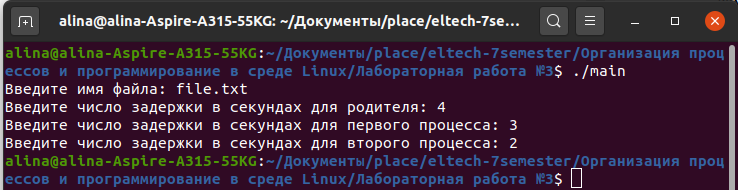 alina@alina-Aspire-A315-55KG: ~/Документы/place/eltech-7se...
alina@alina-Aspire-A315-55KG:~/Документы/place/eltech-7semester/Организация проц
ессов и программирование в среде Linux/Лабораторная работа №3$ ./main
Введите имя файла: file.txt
Введите число задержки в секундах для родителя: 4
Введите число задержки в секундах для первого процесса: 3
Введите число задержки в секундах для второго процесса: 2
alina@alina-Aspire-A315-55KG:~/Документы/place/eltech-7semester/Организация проц
ессов и программирование в среде Linux/Лабораторная работа №3$